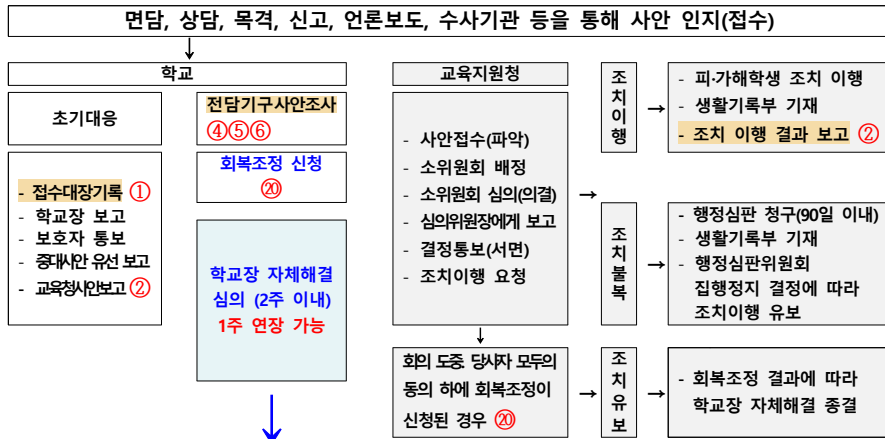 면담, 상담, 목격, 신고, 언론보도, 수사기관 등을 통해 사안 인지(접수)
학교
초기대응
- 접수대장기록 ①
- 학교장 보고
- 보호자 통보
- 중대사안 유선 보고
- 교육청사안보고 ②
전담기구사안조사
④⑤⑥
회복조정 신청
⑳
학교장 자체해결
심의 (2주 이내)
1주 연장 가능
교육지원청
- 사안접수(파악)
- 소위원회 배정
- 소위원회 심의(의결)
- 심의위원장에게 보고
- 결정통보(서면)
- 조치이행 요청
회의 도중 당사자 모두의
동의 하에 회복조정이
신청된 경우 ⑳
조치이행
- 피·가해학생 조치 이행
- 생활기록부 기재
- 조치 이행 결과 보고 ②
조치불복
- 행정심판 청구(90일 이내)
- 생활기록부 기재
- 행정심판위원회
집행정지 결정에 따라
조치이행 유보
조치유보
- 회복조정 결과에 따라
학교장 자체해결 종결